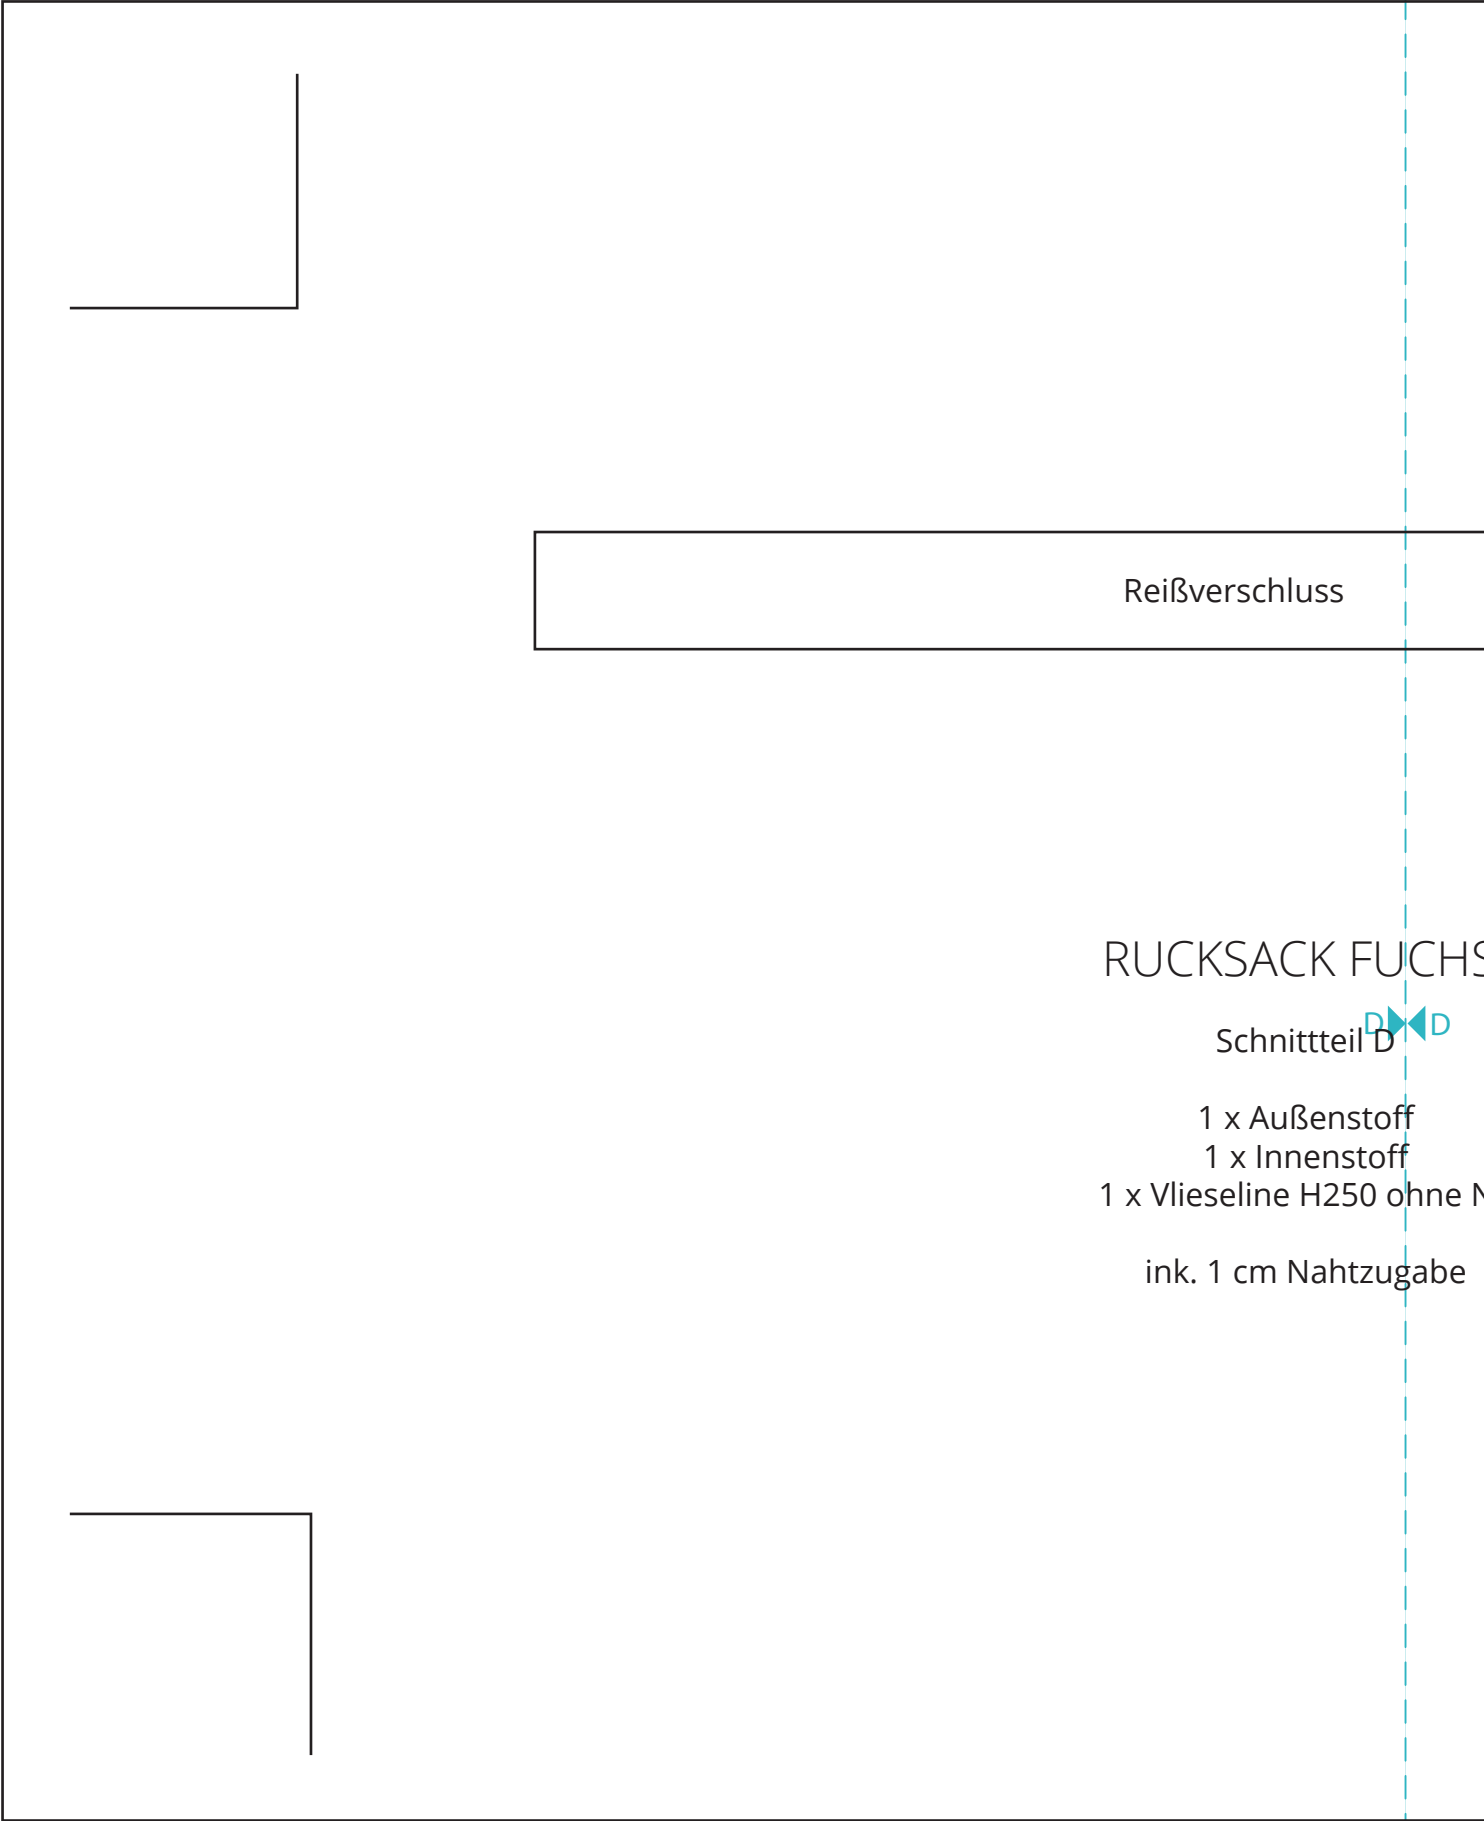 Reißverschluss
RUCKSACK FUCHS
D D
Schnittteil D
1 x Außenstoff
1 x Innenstoff
1 x Vlieseline H250 ohne
ink. 1 cm Nahtzugabe